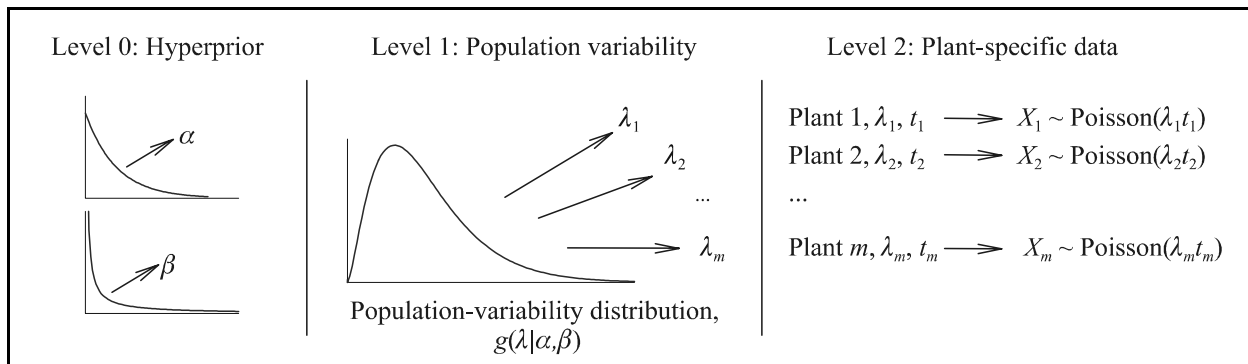 Level 0: Hyperprior
α
β
Level 1: Population variability
λ₁
λ₂
...
λₘ
Population-variability distribution,
g(λ|α,β)
Level 2: Plant-specific data
Plant 1, λ₁, t₁ → X₁ ~ Poisson(λ₁t₁)
Plant 2, λ₂, t₂ → X₂ ~ Poisson(λ₂t₂)
...
Plant m, λₘ, tₘ → Xₘ ~ Poisson(λₘtₘ)